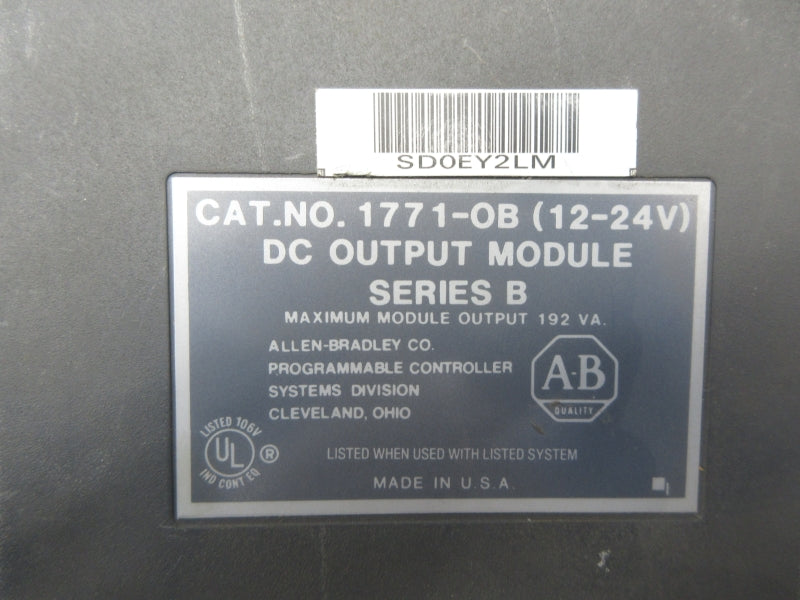 SD0EY2LM
CAT.NO. 1771-OB (12-24V)
DC OUTPUT MODULE
SERIES B
MAXIMUM MODULE OUTPUT 192 VA.
ALLEN-BRADLEY CO.
PROGRAMMABLE CONTROLLER
SYSTEMS DIVISION
CLEVELAND, OHIO
A-B
QUALITY
LISTED 106V
UL ®
IND CONT EQ
LISTED WHEN USED WITH LISTED SYSTEM
MADE IN U.S.A.